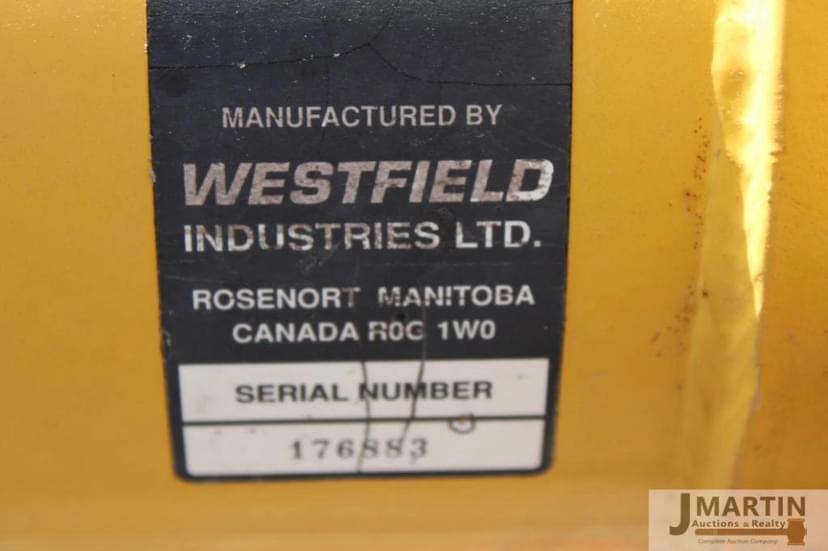 MANUFACTURED BY
WESTFIELD
INDUSTRIES LTD.
ROSENORT MANITOBA
CANADA R0G 1W0
SERIAL NUMBER
176883
J MARTIN
Auctions & Realty
Complete Auction Company